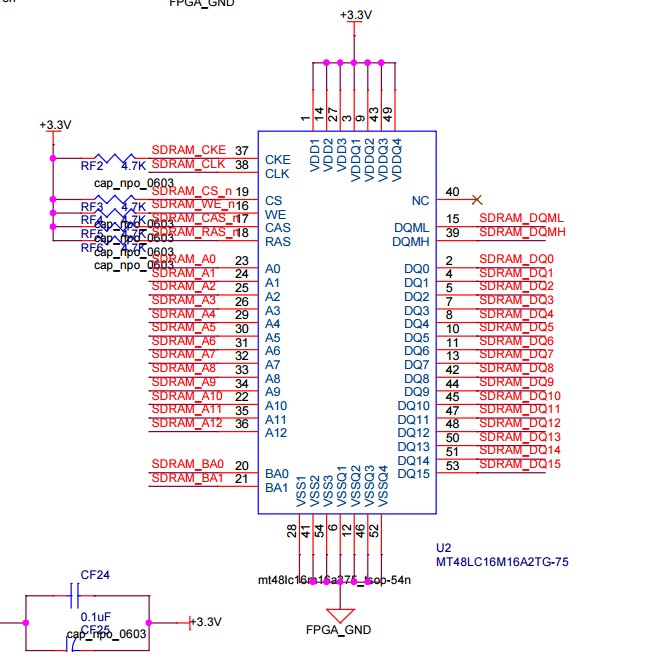 FPGA_GND
+3.3V
1
14
27
3
9
43
49
VDD1
VDD2
VDD3
VDDQ1
VDDQ2
VDDQ3
VDDQ4
+3.3V
RF2 4.7K
cap_npo_0603
RF3 4.7K
RF4 4.7K
cap_npo_0603
RF5 4.7K
cap_npo_0603
RF6 4.7K
cap_npo_0603
SDRAM_CKE 37 CKE
SDRAM_CLK 38 CLK
SDRAM_CS_n 19 CS
SDRAM_WE_n 16 WE
SDRAM_CAS_n 17 CAS
SDRAM_RAS_n 18 RAS
SDRAM_A0 23 A0
SDRAM_A1 24 A1
SDRAM_A2 25 A2
SDRAM_A3 26 A3
SDRAM_A4 29 A4
SDRAM_A5 30 A5
SDRAM_A6 31 A6
SDRAM_A7 32 A7
SDRAM_A8 33 A8
SDRAM_A9 34 A9
SDRAM_A10 22 A10
SDRAM_A11 35 A11
SDRAM_A12 36 A12
SDRAM_BA0 20 BA0
SDRAM_BA1 21 BA1
NC 40
DQML 15 SDRAM_DQML
DQMH 39 SDRAM_DQMH
DQ0 2 SDRAM_DQ0
DQ1 4 SDRAM_DQ1
DQ2 5 SDRAM_DQ2
DQ3 7 SDRAM_DQ3
DQ4 8 SDRAM_DQ4
DQ5 10 SDRAM_DQ5
DQ6 11 SDRAM_DQ6
DQ7 13 SDRAM_DQ7
DQ8 42 SDRAM_DQ8
DQ9 44 SDRAM_DQ9
DQ10 45 SDRAM_DQ10
DQ11 47 SDRAM_DQ11
DQ12 48 SDRAM_DQ12
DQ13 50 SDRAM_DQ13
DQ14 51 SDRAM_DQ14
DQ15 53 SDRAM_DQ15
VSS1
VSS2
VSS3
VSSQ1
VSSQ2
VSSQ3
VSSQ4
28
41
54
6
12
46
52
U2
MT48LC16M16A2TG-75
FPGA_GND
CF24
0.1uF
CF25
cap_npo_0603
+3.3V